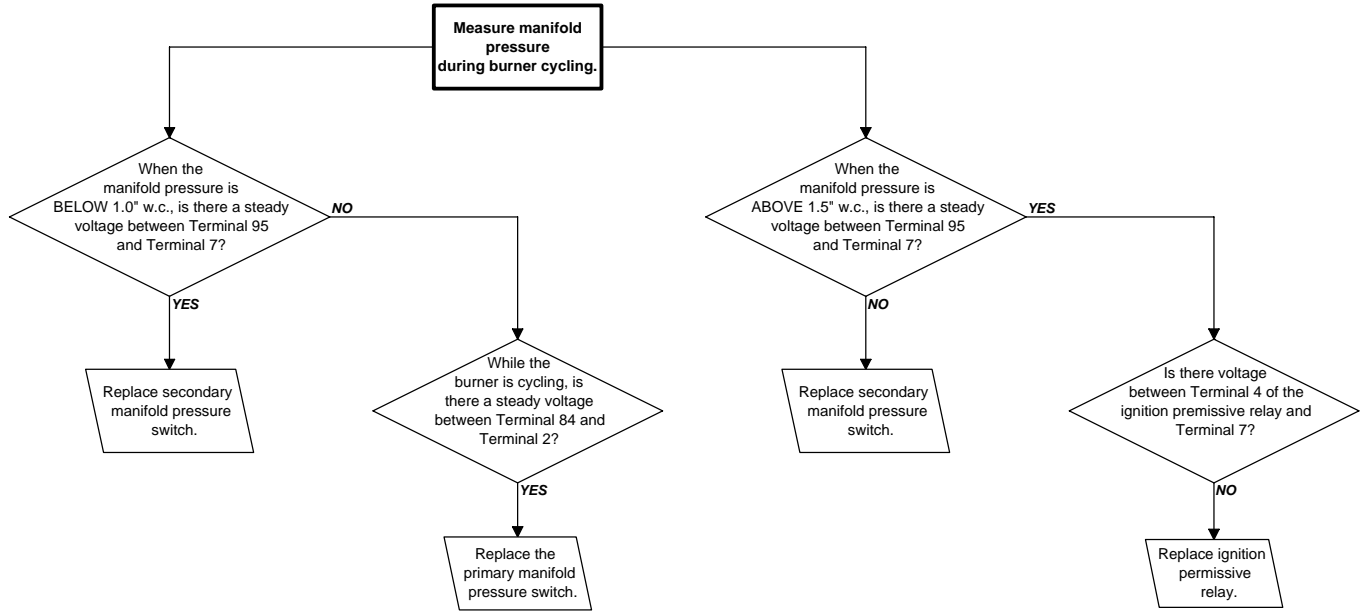 Measure manifold
pressure
during burner cycling.
When the
manifold pressure is
BELOW 1.0" w.c., is there a steady
voltage between Terminal 95
and Terminal 7?
NO
YES
Replace secondary
manifold pressure
switch.
While the
burner is cycling, is
there a steady voltage
between Terminal 84 and
Terminal 2?
YES
Replace the
primary manifold
pressure switch.
When the
manifold pressure is
ABOVE 1.5" w.c., is there a steady
voltage between Terminal 95
and Terminal 7?
YES
NO
Replace secondary
manifold pressure
switch.
Is there voltage
between Terminal 4 of the
ignition premissive relay and
Terminal 7?
NO
Replace ignition
permissive
relay.